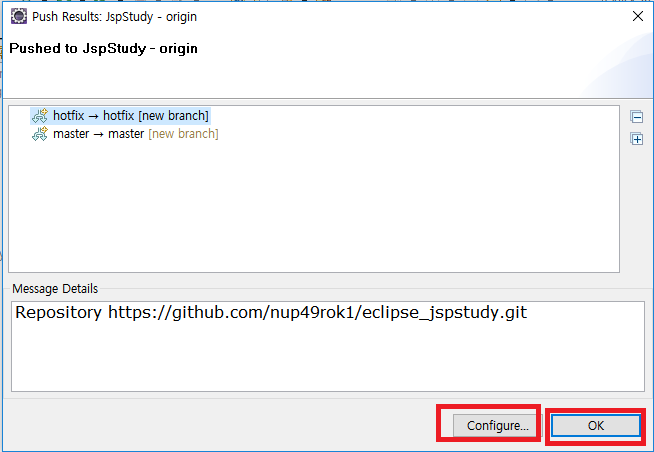 Push Results: JspStudy - origin
Pushed to JspStudy - origin
hotfix → hotfix [new branch]
master → master [new branch]
Message Details
Repository https://github.com/nup49rok1/eclipse_jspstudy.git
Configure... OK